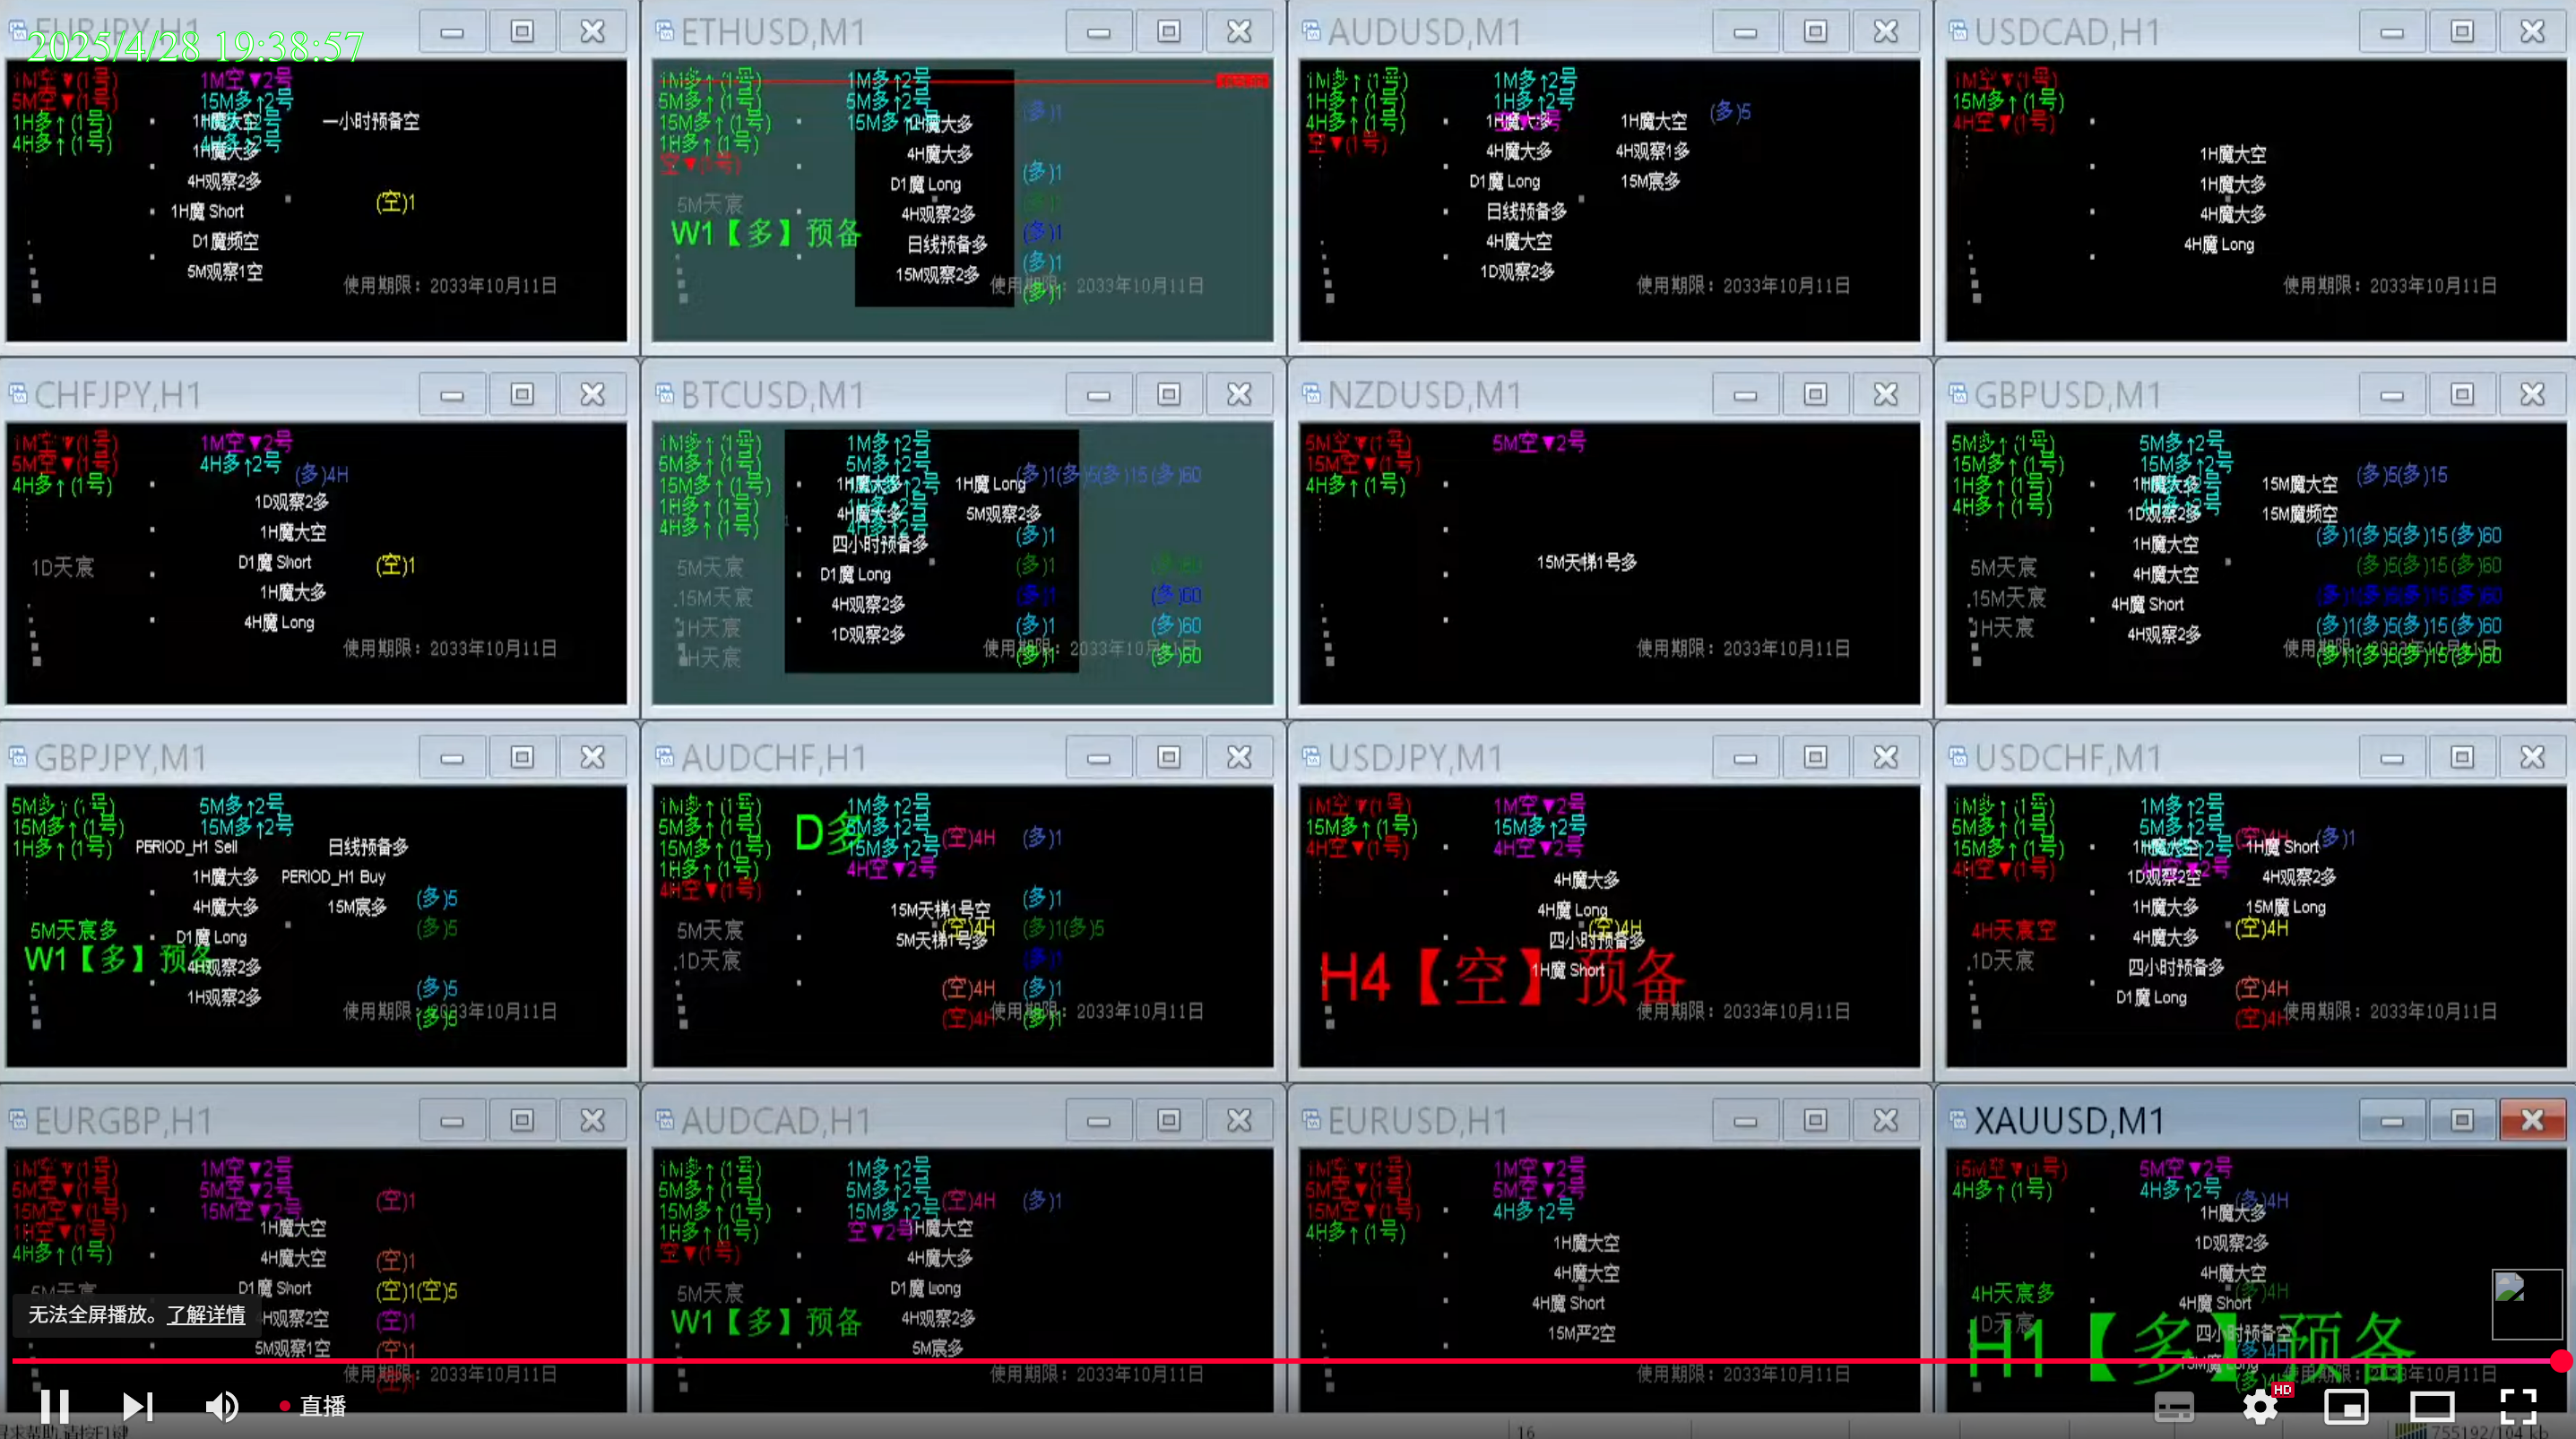 EURJPY,H1
2025/4/28 19:38:57
1M空▼(1号)
1M空▼2号
5M空▼(1号)
15M多↑2号
1H多↑(1号)
1H魔大空
一小时预备空
4H多↑(1号)
1H魔大多
4H观察2多
1H魔 Short
(空)1
D1魔频空
5M观察1空
使用期限：2033年10月11日
ETHUSD,M1
1M多↑(1号)
1M多↑2号
5M多↑(1号)
5M多↑2号
15M多↑(1号)
15M多↑2号
1H魔大多
(多)1
1H多↑(1号)
4H魔大多
空▼(1号)
(多)1
D1魔 Long
5M天宸
4H观察2多
W1【多】预备
(多)1
日线预备多
(多)1
15M观察2多
(多)1
使用期限：2033年10月11日
AUDUSD,M1
1M多↑(1号)
1M多↑2号
1H多↑(1号)
1H多↑2号
4H多↑(1号)
1H魔大多
1H魔大空
(多)5
空▼(1号)
4H魔大多
4H观察1多
D1魔 Long
15M宸多
日线预备多
4H魔大空
1D观察2多
使用期限：2033年10月11日
USDCAD,H1
1M空▼(1号)
15M多↑(1号)
4H空▼(1号)
1H魔大空
1H魔大多
4H魔大多
4H魔 Long
使用期限：2033年10月11日
CHFJPY,H1
1M空▼(1号)
1M空▼2号
5M空▼(1号)
4H多↑2号
(多)4H
4H多↑(1号)
1D观察2多
1H魔大空
1D天宸
D1魔 Short
(空)1
1H魔大多
4H魔 Long
使用期限：2033年10月11日
BTCUSD,M1
1M多↑(1号)
1M多↑2号
5M多↑(1号)
5M多↑2号
15M多↑(1号)
1H魔大多
1H魔 Long
(多)1(多)5(多)15(多)60
1H多↑(1号)
4H魔大多
5M观察2多
4H多↑(1号)
4H多↑2号
(多)1
四小时预备多
5M天宸
D1魔 Long
(多)1
15M天宸
4H观察2多
(多)1
(多)60
1H天宸
1D观察2多
(多)1
(多)60
H天宸
(多)1
(多)60
使用期限：2033年10月11日
NZDUSD,M1
5M空▼(1号)
5M空▼2号
15M空▼(1号)
4H多↑(1号)
15M天梯1号多
使用期限：2033年10月11日
GBPUSD,M1
5M多↑(1号)
5M多↑2号
15M多↑(1号)
15M多↑2号
(多)5(多)15
1H多↑(1号)
1H魔大多
15M魔大空
4H多↑(1号)
1D观察2多
15M魔频空
1H魔大空
(多)1(多)5(多)15(多)60
5M天宸
4H魔大空
(多)5(多)15(多)60
15M天宸
4H魔 Short
(多)1(多)5(多)15(多)60
1H天宸
4H观察2多
(多)1(多)5(多)15(多)60
(多)1(多)5(多)15(多)60
GBPJPY,M1
5M多↑(1号)
5M多↑2号
15M多↑(1号)
15M多↑2号
1H多↑(1号)
PERIOD_H1 Sell
日线预备多
1H魔大多
PERIOD_H1 Buy
4H魔大多
15M宸多
(多)5
5M天宸多
D1魔 Long
(多)5
W1【多】预备
4H观察2多
1H观察2多
(多)5
(多)5
使用期限：2033年10月11日
AUDCHF,H1
1M多↑(1号)
1M多↑2号
5M多↑(1号)
D多
5M多↑2号
(空)4H
(多)1
15M多↑(1号)
15M多↑2号
1H多↑(1号)
4H空▼2号
4H空▼(1号)
15M天梯1号空
(多)1
5M天宸
(空)4H
(多)1(多)5
5M天梯1号多
1D天宸
(多)1
(空)4H
(多)1
(空)4H
(多)1
使用期限：2033年10月11日
USDJPY,M1
1M空▼(1号)
1M空▼2号
15M多↑(1号)
15M多↑2号
4H空▼(1号)
4H空▼2号
4H魔大多
4H魔 Long
(空)4H
四小时预备多
H4【空】预备
1H魔 Short
使用期限：2033年10月11日
USDCHF,M1
1M多↑(1号)
1M多↑2号
5M多↑(1号)
5M多↑2号
(空)4H
(多)1
15M多↑(1号)
1H魔大空
1H魔 Short
4H空▼(1号)
1D观察2空
4H观察2多
1H魔大多
15M魔 Long
4H天宸空
4H魔大多
(空)4H
1D天宸
四小时预备多
D1魔 Long
(空)4H
(空)4H
使用期限：2033年10月11日
EURGBP,H1
1M空▼(1号)
1M空▼2号
5M空▼(1号)
5M空▼2号
(空)1
15M空▼(1号)
15M空▼2号
1H空▼(1号)
1H魔大空
4H多↑(1号)
4H魔大空
(空)1
5M天宸
D1魔 Short
(空)1(空)5
4H观察2空
(空)1
5M观察1空
(空)1
使用期限：2033年10月11日
AUDCAD,H1
1M多↑(1号)
1M多↑2号
5M多↑(1号)
5M多↑2号
(空)4H
(多)1
15M多↑(1号)
15M多↑2号
1H多↑(1号)
空▼2号
1H魔大空
空▼(1号)
4H魔大多
5M天宸
D1魔 Long
W1【多】预备
4H观察2多
5M宸多
使用期限：2033年10月11日
EURUSD,H1
1M空▼(1号)
1M空▼2号
5M空▼(1号)
5M空▼2号
15M空▼(1号)
4H多↑2号
4H多↑(1号)
1H魔大空
4H魔大空
4H魔 Short
15M严2空
使用期限：2033年10月11日
XAUUSD,M1
15M空▼(1号)
5M空▼2号
4H多↑(1号)
4H多↑2号
(多)4H
1H魔大多
1D观察2多
4H魔大空
4H天宸多
(多)4H
4H魔 Short
1D天宸
四小时预备空
H1【多】预备
(多)4H
使用期限：2033年10月11日
无法全屏播放。了解详情
直播
HD
16
755192/104 kb